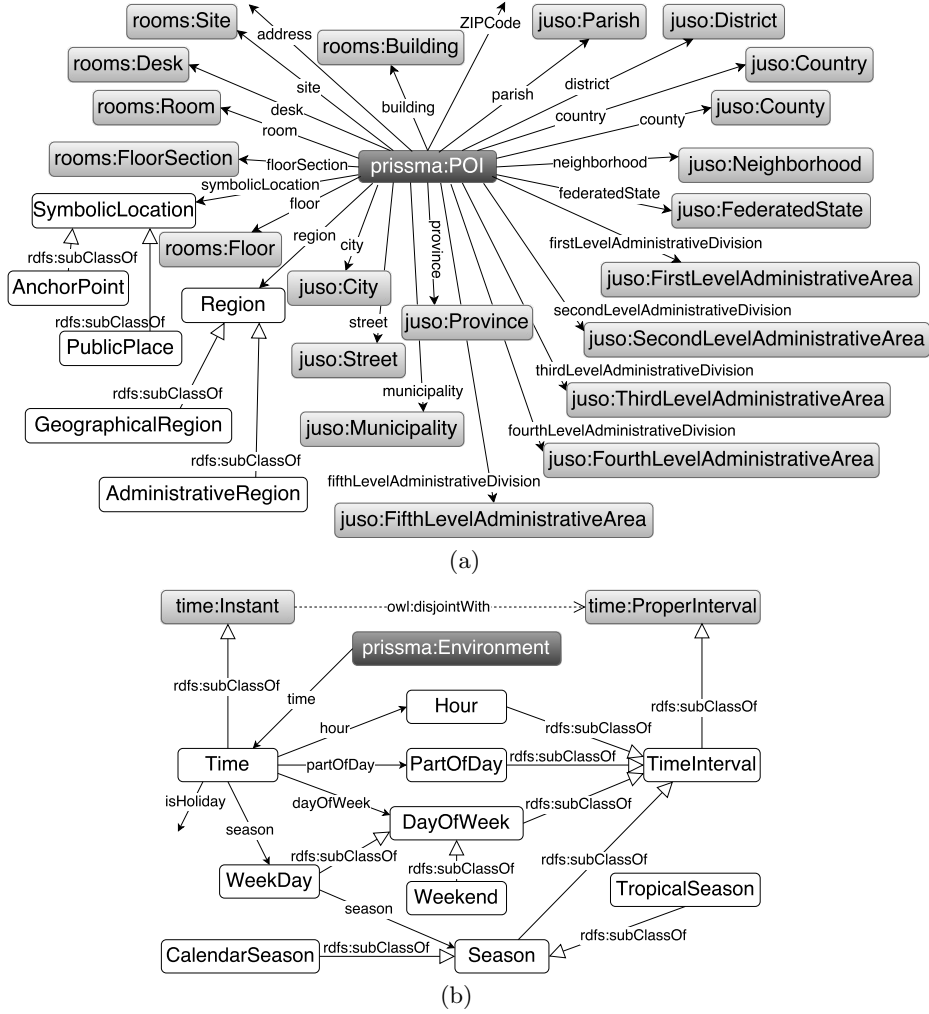 rooms:Site
address
ZIPCode
juso:Parish
juso:District
rooms:Building
rooms:Desk
site
building
parish
district
juso:Country
rooms:Room
desk
country
county
juso:County
room
rooms:FloorSection
floorSection
prissma:POI
neighborhood
juso:Neighborhood
symbolicLocation
federatedState
SymbolicLocation
floor
juso:FederatedState
rdfs:subClassOf
rooms:Floor
region
city
province
firstLevelAdministrativeDivision
AnchorPoint
juso:City
juso:FirstLevelAdministrativeArea
Region
secondLevelAdministrativeDivision
rdfs:subClassOf
street
juso:Province
PublicPlace
juso:Street
juso:SecondLevelAdministrativeArea
thirdLevelAdministrativeDivision
rdfs:subClassOf
municipality
juso:ThirdLevelAdministrativeArea
GeographicalRegion
juso:Municipality
fourthLevelAdministrativeDivision
rdfs:subClassOf
juso:FourthLevelAdministrativeArea
AdministrativeRegion
fifthLevelAdministrativeDivision
juso:FifthLevelAdministrativeArea
(a)
time:Instant
owl:disjointWith
time:ProperInterval
prissma:Environment
rdfs:subClassOf
time
Hour
rdfs:subClassOf
hour
rdfs:subClassOf
Time
partOfDay
PartOfDay
rdfs:subClassOf
TimeInterval
isHoliday
dayOfWeek
rdfs:subClassOf
season
DayOfWeek
rdfs:subClassOf
rdfs:subClassOf
rdfs:subClassOf
WeekDay
Weekend
TropicalSeason
season
rdfs:subClassOf
CalendarSeason
rdfs:subClassOf
Season
(b)